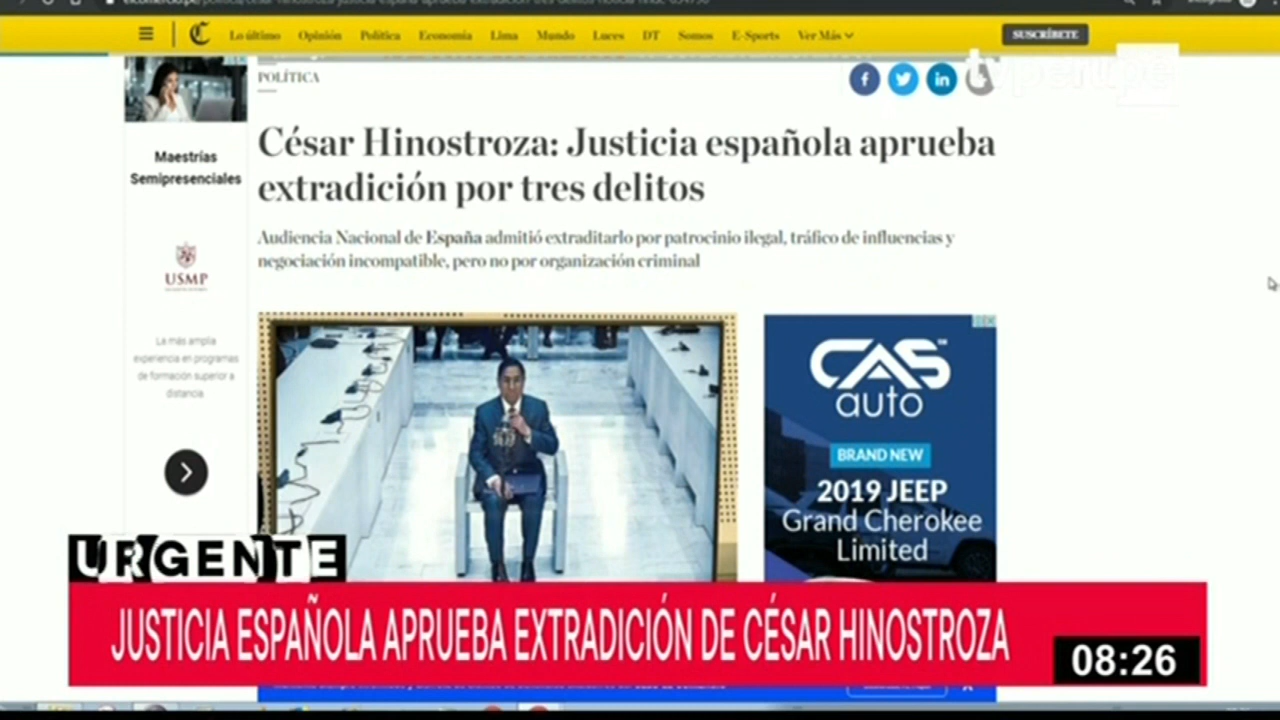 Lo último Opinión Política Economía Lima Mundo Luces DT Somos E-Sports Ver Más
SUSCRÍBETE
tvperu.pe
POLÍTICA
César Hinostroza: Justicia española aprueba
extradición por tres delitos
Audiencia Nacional de España admitió extraditarlo por patrocinio ilegal, tráfico de influencias y
negociación incompatible, pero no por organización criminal
Maestrías
Semipresenciales
USMP
La más amplia
experiencia en programas
de formación superior a
distancia.
CAS
auto
BRAND NEW
2019 JEEP
Grand Cherokee
Limited
URGENTE
JUSTICIA ESPAÑOLA APRUEBA EXTRADICIÓN DE CÉSAR HINOSTROZA
08:26